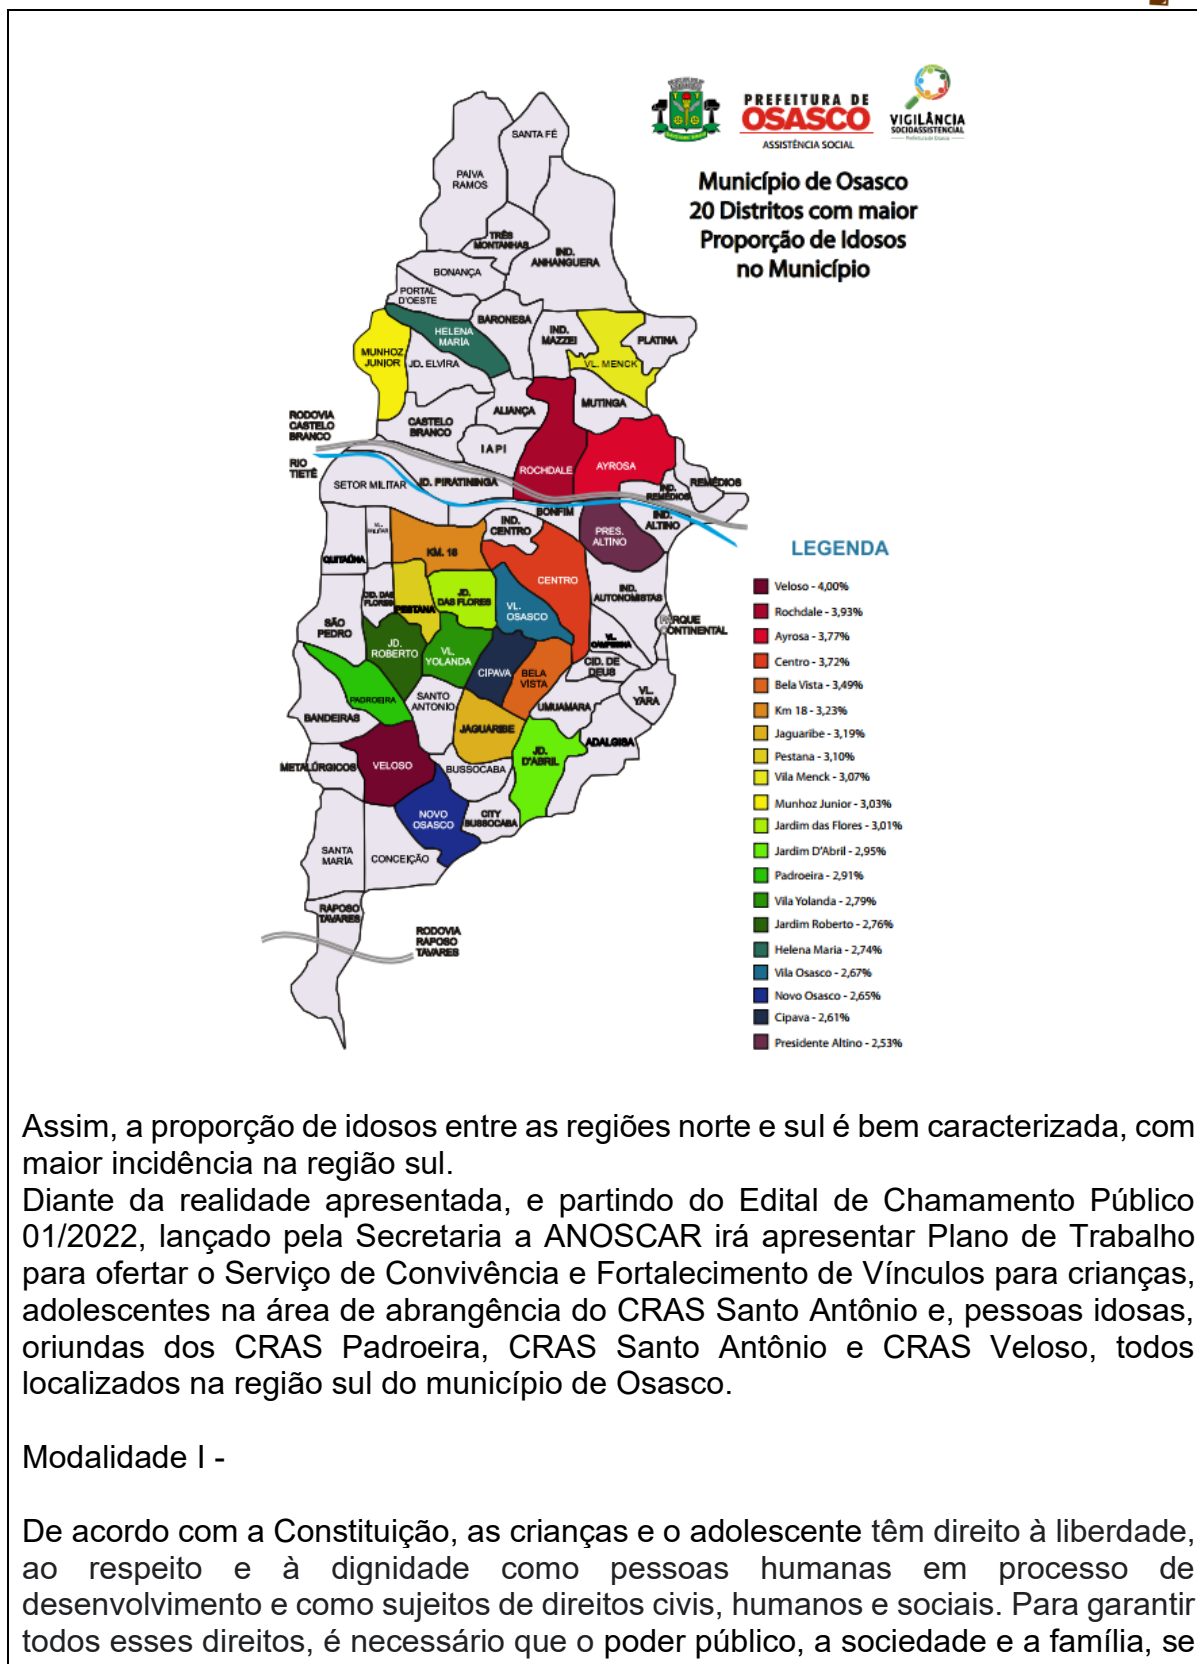 PREFEITURA DE
OSASCO
ASSISTÊNCIA SOCIAL
VIGILÂNCIA
SOCIOASSISTENCIAL
Município de Osasco
20 Distritos com maior
Proporção de Idosos
no Município
SANTA FÉ
PAIVA
RAMOS
TRÊS
MONTANHAS
IND.
ANHANGUERA
BONANÇA
PORTAL
D'OESTE
BARONESA
HELENA
MARIA
IND.
MAZZEI
PLATINA
MUNHOZ
JUNIOR
JD. ELVIRA
VL. MENCK
MUTINGA
ALIANÇA
CASTELO
BRANCO
RODOVIA
CASTELO
BRANCO
I A P I
ROCHDALE
AYROSA
RIO
TIETÊ
SETOR MILITAR
JD. PIRATININGA
REMÉDIOS
IND.
REMÉDIOS
BONFIM
IND.
ALTINO
IND.
CENTRO
PRES.
ALTINO
VL.
MILITAR
QUITAÚNA
KM. 18
CENTRO
IND.
AUTONOMISTAS
CID. DAS
FLORES
PESTANA
JD.
DAS FLORES
VL.
OSASCO
PARQUE
CONTINENTAL
SÃO
PEDRO
JD.
ROBERTO
VL.
YOLANDA
CIPAVA
BELA
VISTA
VL.
CAMPESINA
CID. DE
DEUS
VL.
YARA
PADROEIRA
SANTO
ANTONIO
UMUAMARA
BANDEIRAS
JAGUARIBE
ADALGISA
METALÚRGICOS
VELOSO
BUSSOCABA
JD.
D'ABRIL
NOVO
OSASCO
CITY
BUSSOCABA
SANTA
MARÍA
CONCEIÇÃO
RAPOSO
TAVARES
RODOVIA
RAPOSO
TAVARES
LEGENDA
Veloso - 4,00%
Rochdale - 3,93%
Ayrosa - 3,77%
Centro - 3,72%
Bela Vista - 3,49%
Km 18 - 3,23%
Jaguaribe - 3,19%
Pestana - 3,10%
Vila Menck - 3,07%
Munhoz Junior - 3,03%
Jardim das Flores - 3,01%
Jardim D'Abril - 2,95%
Padroeira - 2,91%
Vila Yolanda - 2,79%
Jardim Roberto - 2,76%
Helena Maria - 2,74%
Vila Osasco - 2,67%
Novo Osasco - 2,65%
Cipava - 2,61%
Presidente Altino - 2,53%
Assim, a proporção de idosos entre as regiões norte e sul é bem caracterizada, com
maior incidência na região sul.
Diante da realidade apresentada, e partindo do Edital de Chamamento Público
01/2022, lançado pela Secretaria a ANOSCAR irá apresentar Plano de Trabalho
para ofertar o Serviço de Convivência e Fortalecimento de Vínculos para crianças,
adolescentes na área de abrangência do CRAS Santo Antônio e, pessoas idosas,
oriundas dos CRAS Padroeira, CRAS Santo Antônio e CRAS Veloso, todos
localizados na região sul do município de Osasco.
Modalidade I -
De acordo com a Constituição, as crianças e o adolescente têm direito à liberdade,
ao respeito e à dignidade como pessoas humanas em processo de
desenvolvimento e como sujeitos de direitos civis, humanos e sociais. Para garantir
todos esses direitos, é necessário que o poder público, a sociedade e a família, se